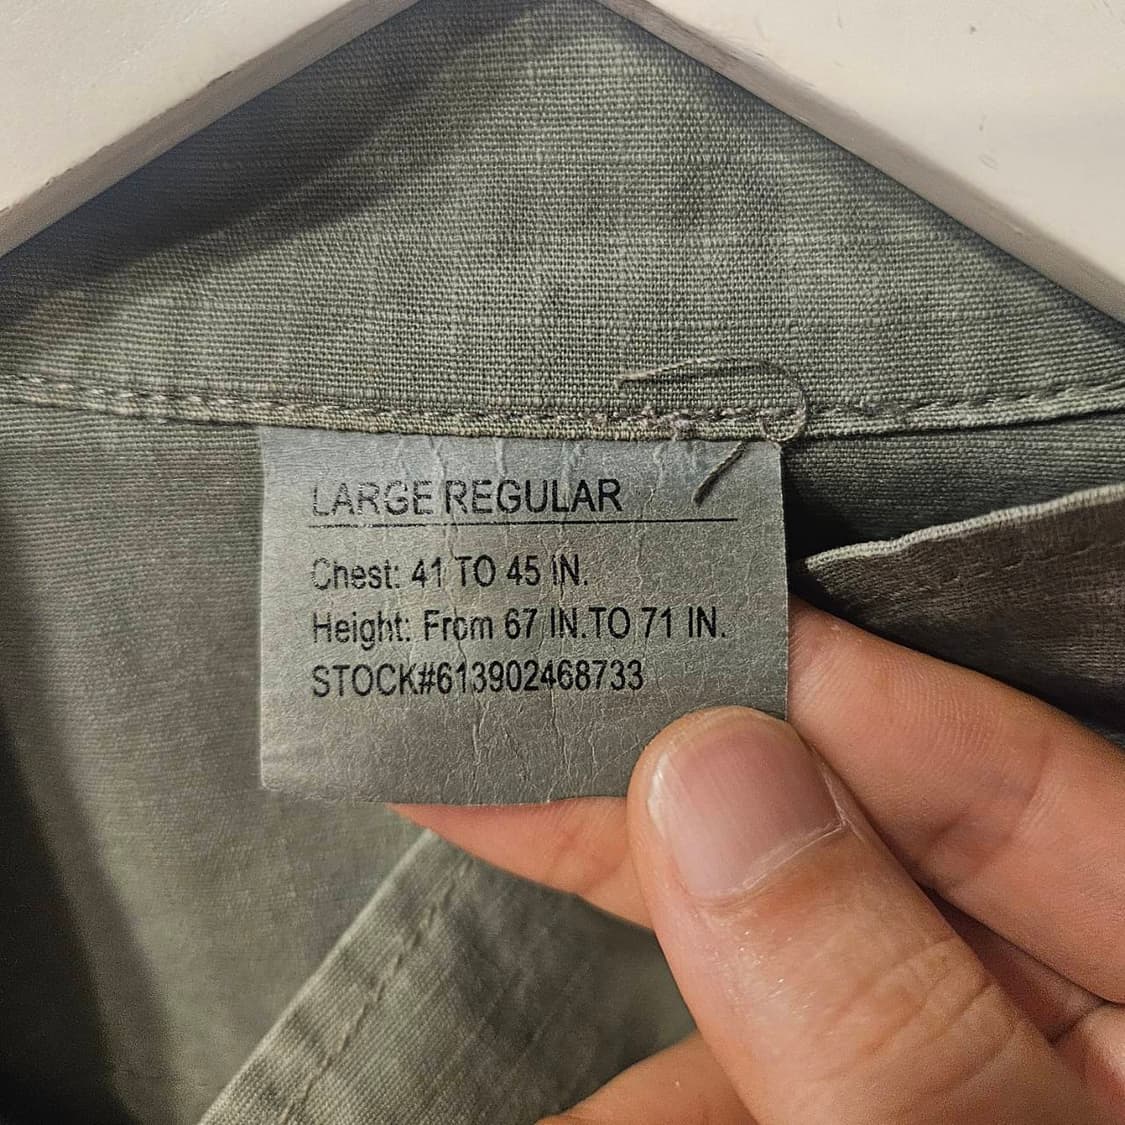 LARGE REGULAR
Chest: 41 TO 45 IN.
Height: From 67 IN.TO 71 IN.
STOCK#613902468733